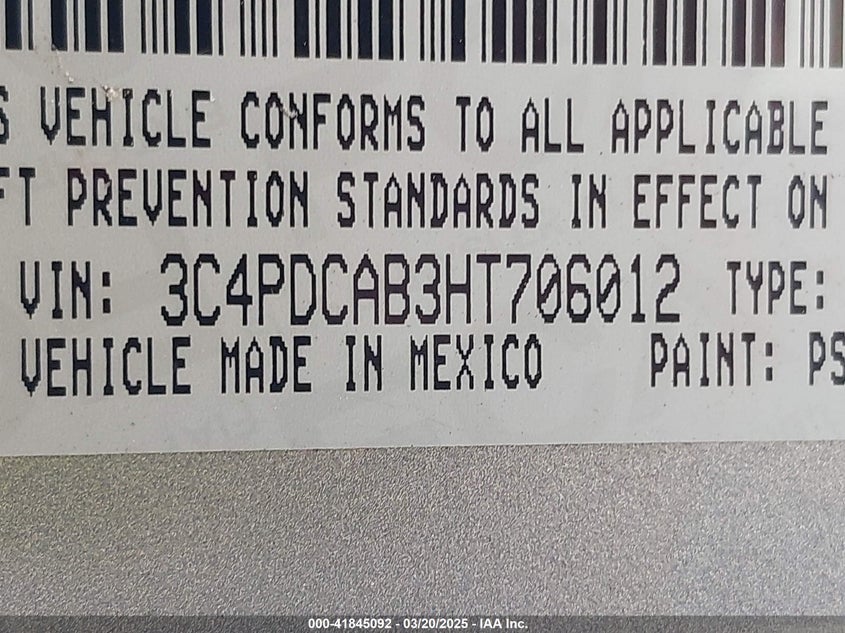 S VEHICLE CONFORMS TO ALL APPLICABLE
FT PREVENTION STANDARDS IN EFFECT ON
VIN: 3C4PDCAB3HT706012 TYPE:
VEHICLE MADE IN MEXICO PAINT: PS
000-41845092 - 03/20/2025 - IAA Inc.